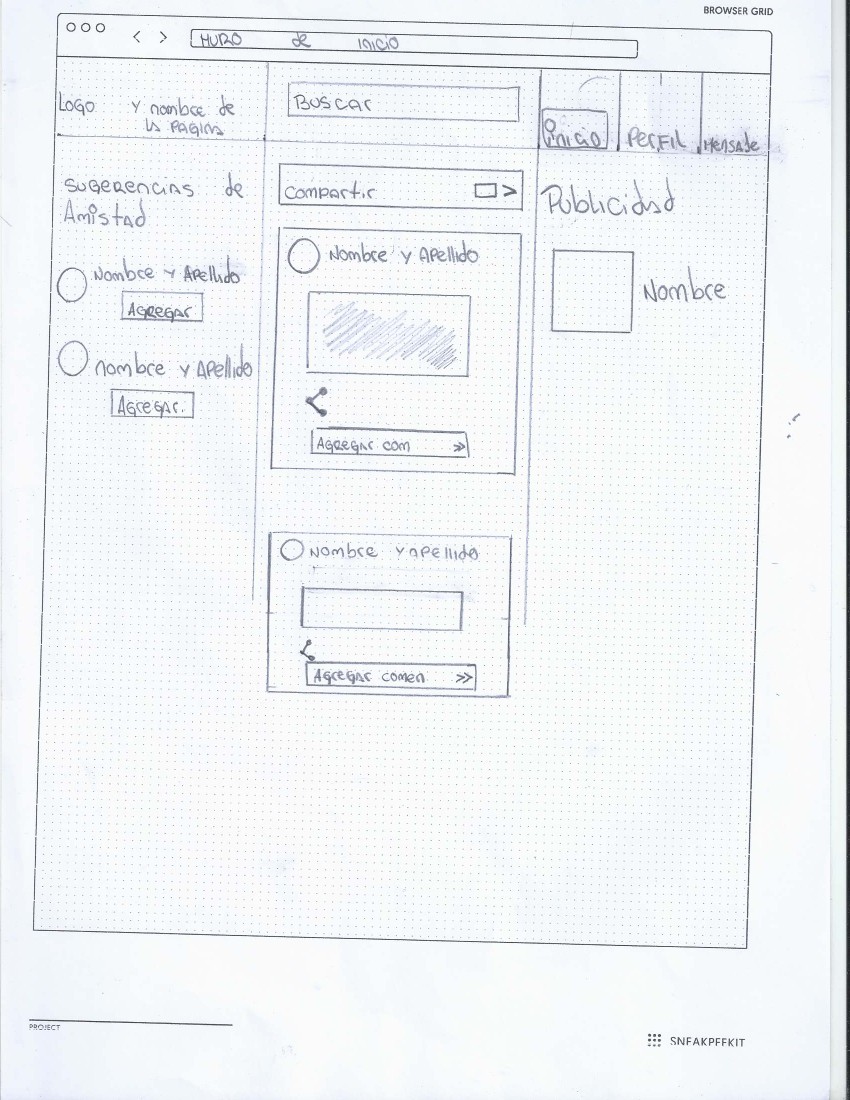 BROWSER GRID
MURO de INICIO
LOGO Y nombre de
LA PAGINA
BUSCAR
INICIO
PERFIL
MENSAJE
SUGERENCIAS de
Amistad
Nombre Y Apellido
AGREGAR
nombre Y Apellido
AGREGAR.
COMPARTIR
Nombre Y Apellido
AGREGAR COM
Nombre Y Apellido
AGREGAR COMEN
Publicidad
Nombre
PROJECT
SNEAKPEEKIT